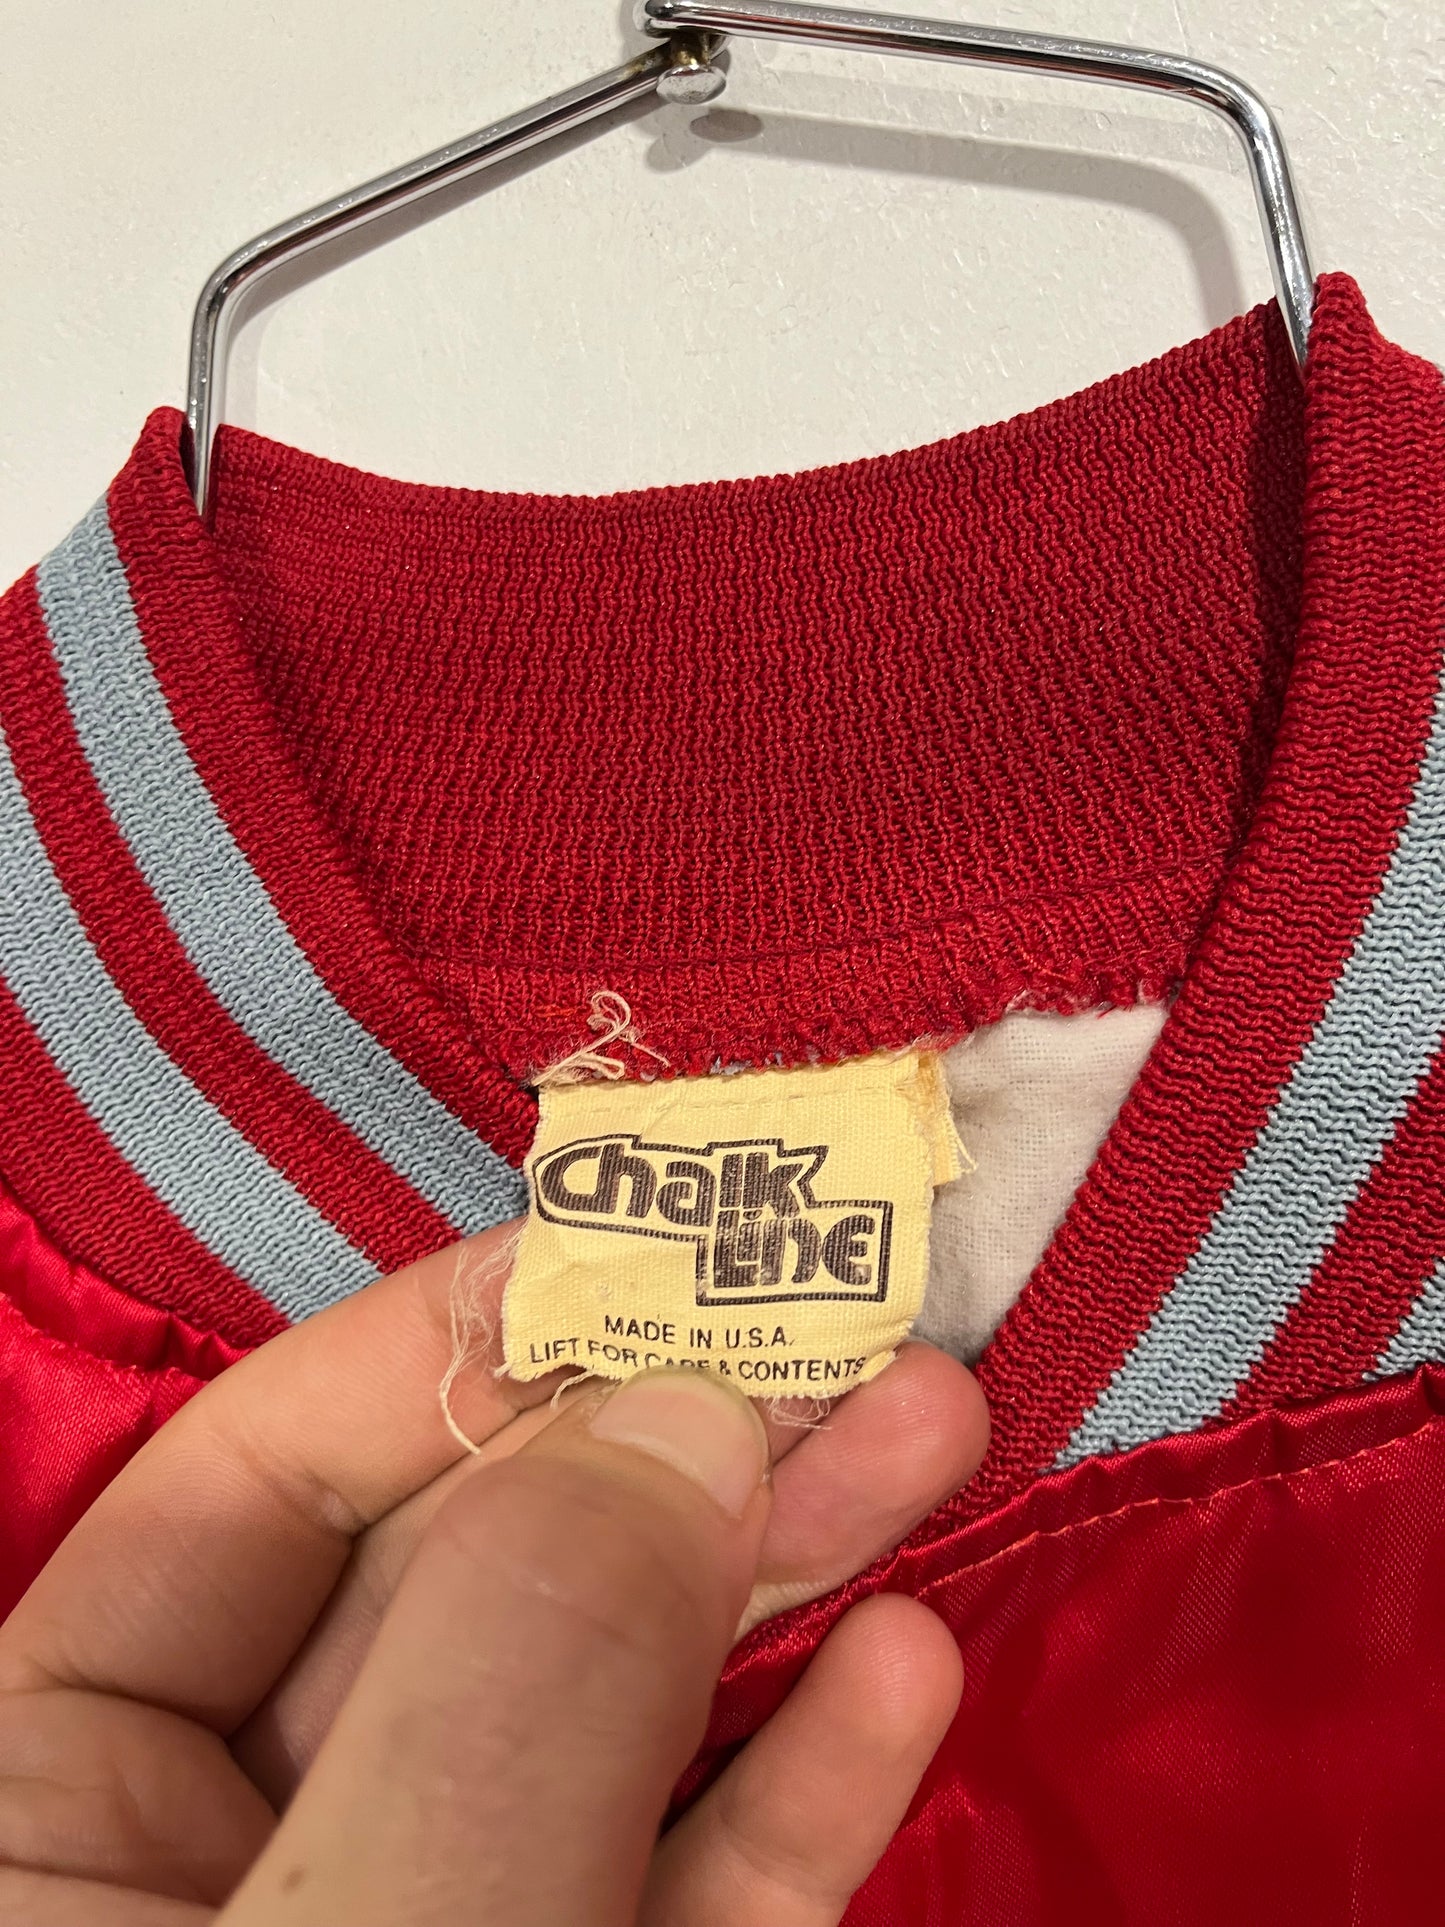 Chalk
Line
MADE IN U.S.A.
LIFT FOR CARE & CONTENTS